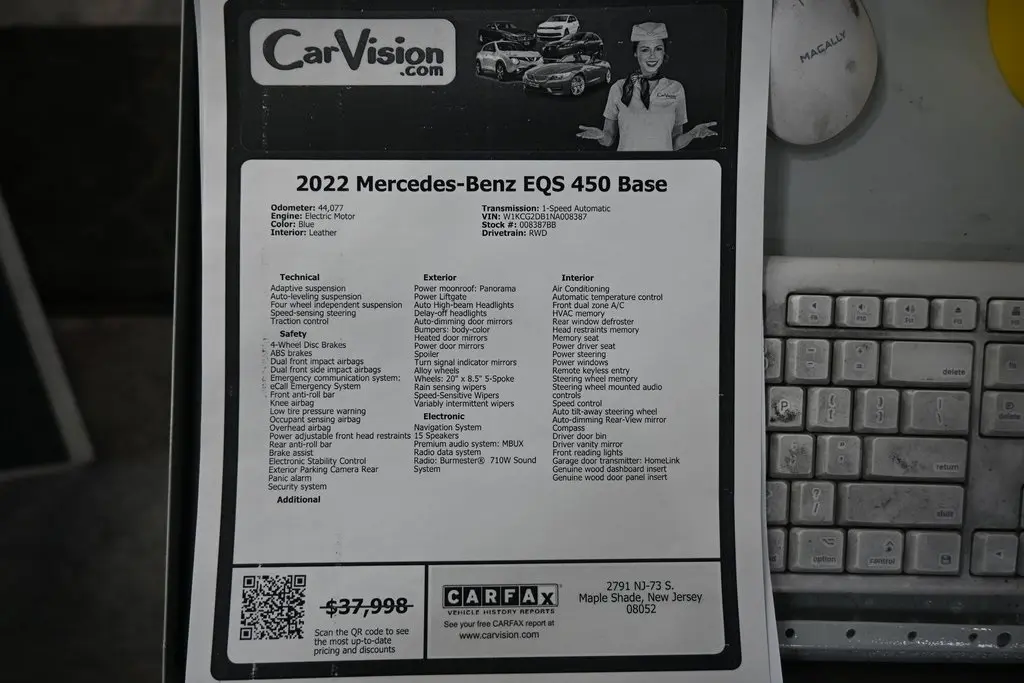 CarVision
.com
CarVision
2022 Mercedes-Benz EQS 450 Base
Odometer: 44,077
Engine: Electric Motor
Color: Blue
Interior: Leather
Transmission: 1-Speed Automatic
VIN: W1KCG2DB1NA008387
Stock #: 008387BB
Drivetrain: RWD
Technical
Adaptive suspension
Auto-leveling suspension
Four wheel independent suspension
Speed-sensing steering
Traction control
Safety
4-Wheel Disc Brakes
ABS brakes
Dual front impact airbags
Dual front side impact airbags
Emergency communication system:
eCall Emergency System
Front anti-roll bar
Knee airbag
Low tire pressure warning
Occupant sensing airbag
Overhead airbag
Power adjustable front head restraints
Rear anti-roll bar
Brake assist
Electronic Stability Control
Exterior Parking Camera Rear
Panic alarm
Security system
Additional
Exterior
Power moonroof: Panorama
Power Liftgate
Auto High-beam Headlights
Delay-off headlights
Auto-dimming door mirrors
Bumpers: body-color
Heated door mirrors
Power door mirrors
Spoiler
Turn signal indicator mirrors
Alloy wheels
Wheels: 20" x 8.5" 5-Spoke
Rain sensing wipers
Speed-Sensitive Wipers
Variably intermittent wipers
Electronic
Navigation System
15 Speakers
Premium audio system: MBUX
Radio data system
Radio: Burmester® 710W Sound
System
Interior
Air Conditioning
Automatic temperature control
Front dual zone A/C
HVAC memory
Rear window defroster
Head restraints memory
Memory seat
Power driver seat
Power steering
Power windows
Remote keyless entry
Steering wheel memory
Steering wheel mounted audio
controls
Speed control
Auto tilt-away steering wheel
Auto-dimming Rear-View mirror
Compass
Driver door bin
Driver vanity mirror
Front reading lights
Garage door transmitter: HomeLink
Genuine wood dashboard insert
Genuine wood door panel insert
$37,998
Scan the QR code to see
the most up-to-date
pricing and discounts
CARFAX
VEHICLE HISTORY REPORTS
See your free CARFAX report at
www.carvision.com
2791 NJ-73 S.
Maple Shade, New Jersey
08052
MACALLY
delete
P
return
shift
option
control
delete